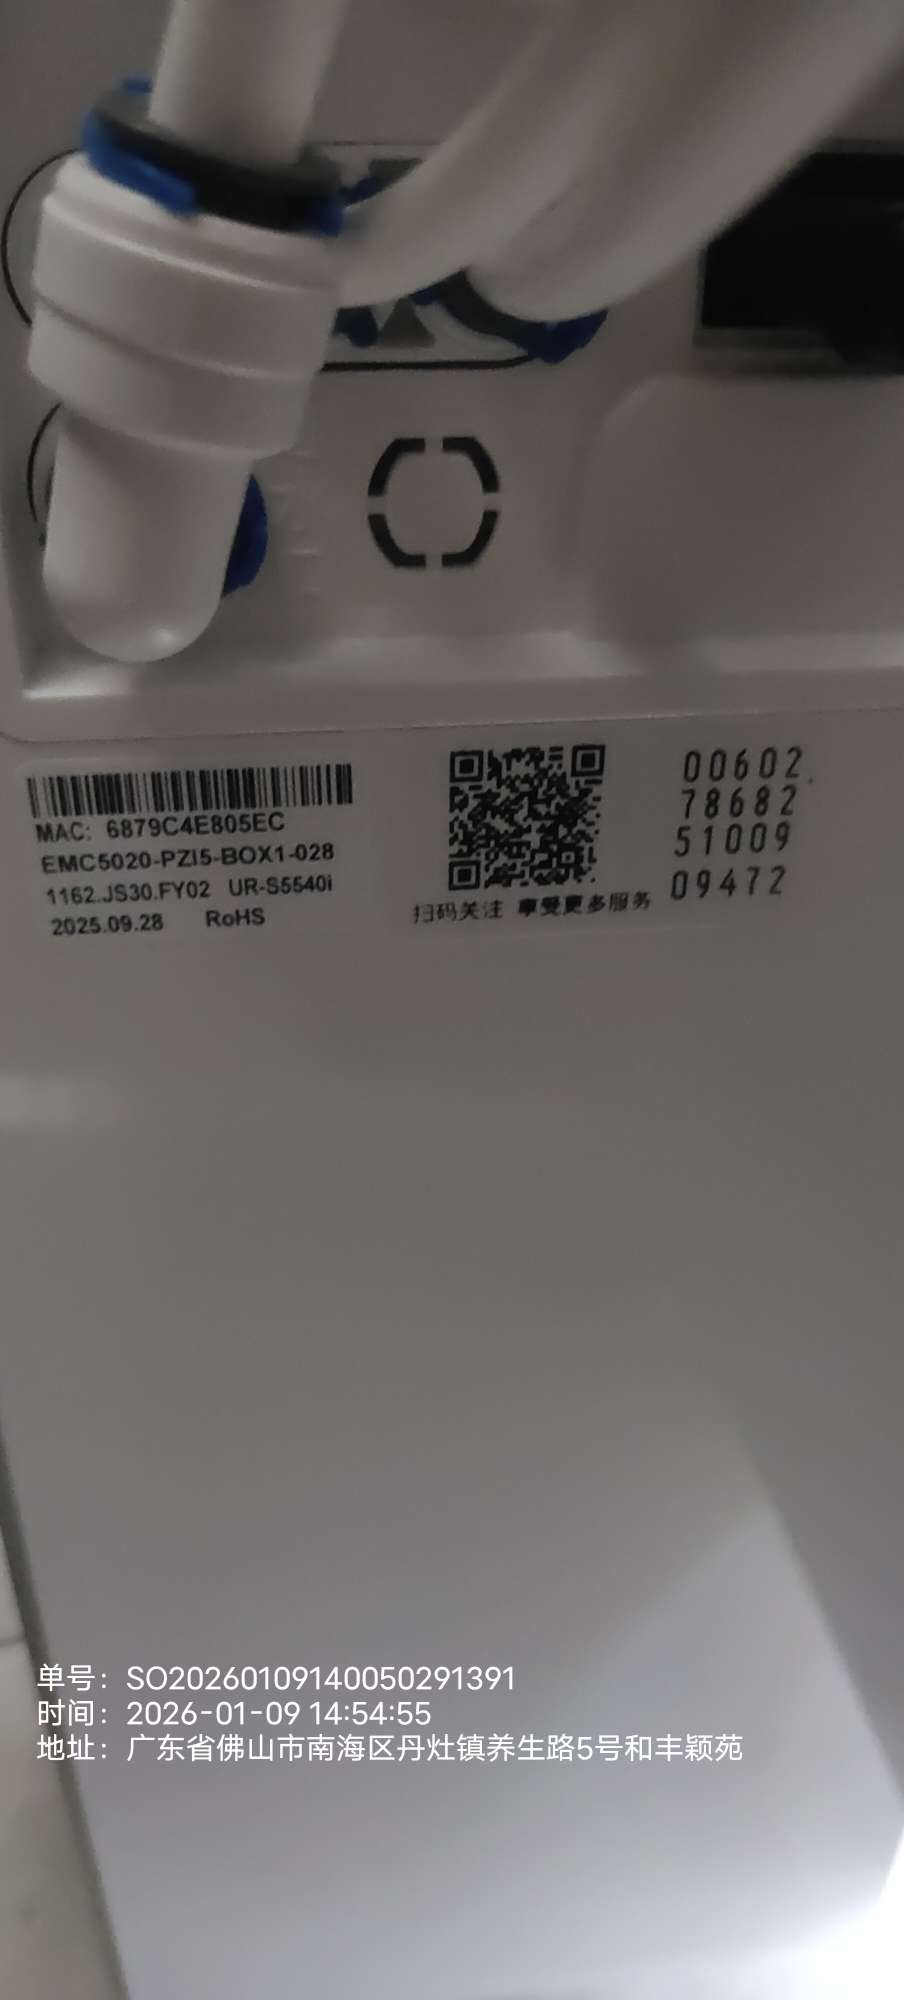 MAC: 6879C4E805EC
EMC5020-PZI5-BOX1-028
1162.JS30.FY02 UR-S5540i
2025.09.28 RoHS
扫码关注 享受更多服务
00602
78682
51009
09472
单号：SO20260109140050291391
时间：2026-01-09 14:54:55
地址：广东省佛山市南海区丹灶镇养生路5号和丰颖苑